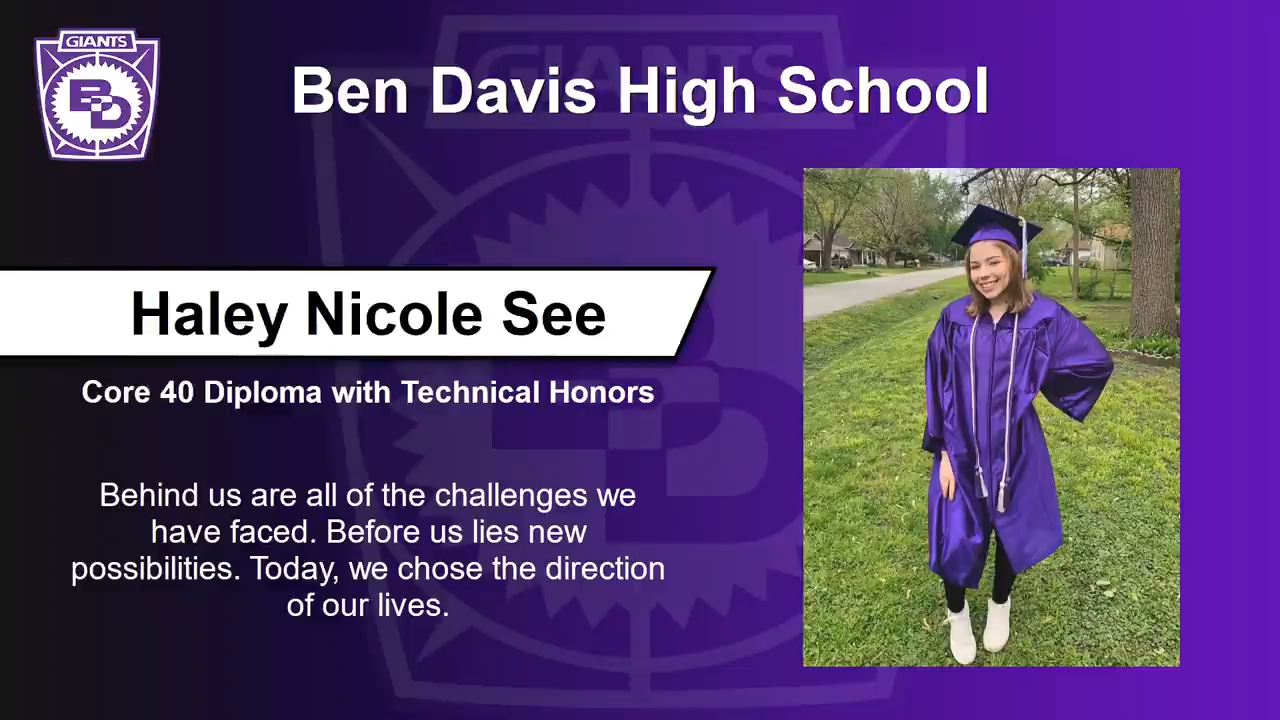 GIANTS
BD
GIANTS
Ben Davis High School
Haley Nicole See
Core 40 Diploma with Technical Honors
Behind us are all of the challenges we
have faced. Before us lies new
possibilities. Today, we chose the direction
of our lives.